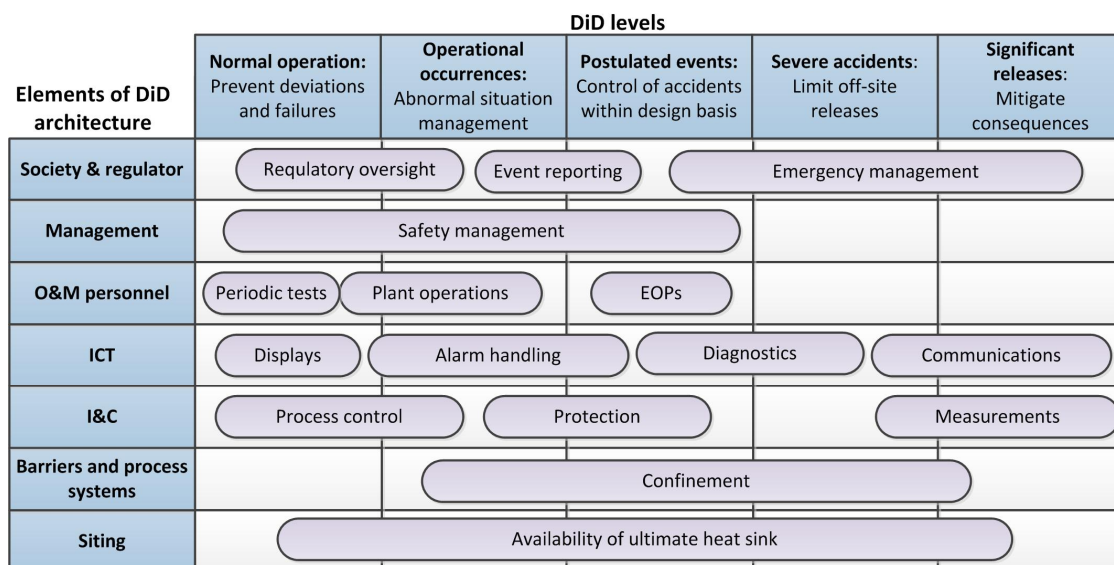 DiD levels
Elements of DiD
architecture
Normal operation:
Prevent deviations
and failures
Operational
occurrences:
Abnormal situation
management
Postulated events:
Control of accidents
within design basis
Severe accidents:
Limit off-site
releases
Significant
releases:
Mitigate
consequences
Society & regulator
Requlatory oversight
Event reporting
Emergency management
Management
Safety management
O&M personnel
Periodic tests
Plant operations
EOPs
ICT
Displays
Alarm handling
Diagnostics
Communications
I&C
Process control
Protection
Measurements
Barriers and process
systems
Confinement
Siting
Availability of ultimate heat sink